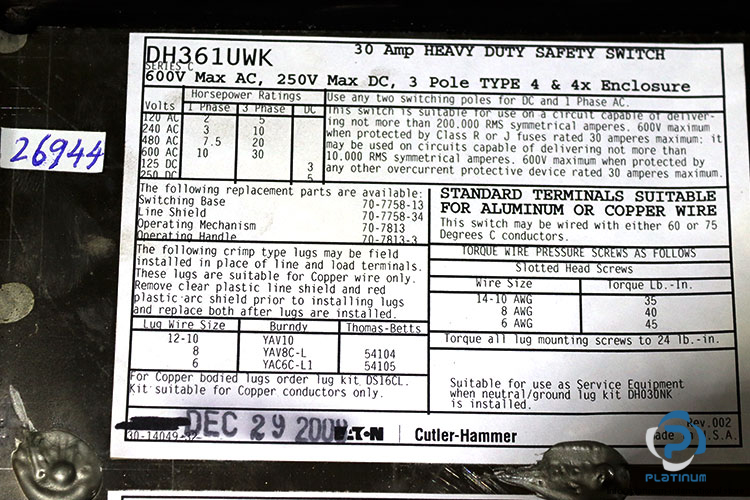 DH361UWK
30 Amp HEAVY DUTY SAFETY SWITCH
SERIES C
600V Max AC, 250V Max DC, 3 Pole TYPE 4 & 4x Enclosure
Horsepower Ratings
Volts 1 Phase 3 Phase DC
120 AC 2 5
240 AC 3 10
480 AC 7.5 20
600 AC 10 30
125 DC 3
250 DC 5
Use any two switching poles for DC and 1 Phase AC.
This switch is suitable for use on a circuit capable of deliver-
ing not more than 200.000 RMS symmetrical amperes. 600V maximum
when protected by Class R or J fuses rated 30 amperes maximum: it
may be used on circuits capable of delivering not more than
10.000 RMS symmetrical amperes. 600V maximum when protected by
any other overcurrent protective device rated 30 amperes maximum.
26944
The following replacement parts are available:
Switching Base 70-7758-13
Line Shield 70-7758-34
Operating Mechanism 70-7813
Operating Handle 70-7813-3
STANDARD TERMINALS SUITABLE
FOR ALUMINUM OR COPPER WIRE
This switch may be wired with either 60 or 75
Degrees C conductors.
The following crimp type lugs may be field
installed in place of line and load terminals.
These lugs are suitable for Copper wire only.
Remove clear plastic line shield and red
plastic arc shield prior to installing lugs
and replace both after lugs are installed.
TORQUE WIRE PRESSURE SCREWS AS FOLLOWS
Slotted Head Screws
Wire Size Torque Lb.-In.
14-10 AWG 35
8 AWG 40
6 AWG 45
Torque all lug mounting screws to 24 lb.-in.
Lug Wire Size Burndy Thomas-Betts
12-10 YAV10
8 YAV8C-L 54104
6 YAC6C-L1 54105
For Copper bodied lugs order lug kit DS16CL.
Kit suitable for Copper conductors only.
Suitable for use as Service Equipment
when neutral/ground lug kit DH030NK
is installed.
DEC 29 200
30-14049-32
EATON Cutler-Hammer
Rev.002
Made in U.S.A.
PLATINUM